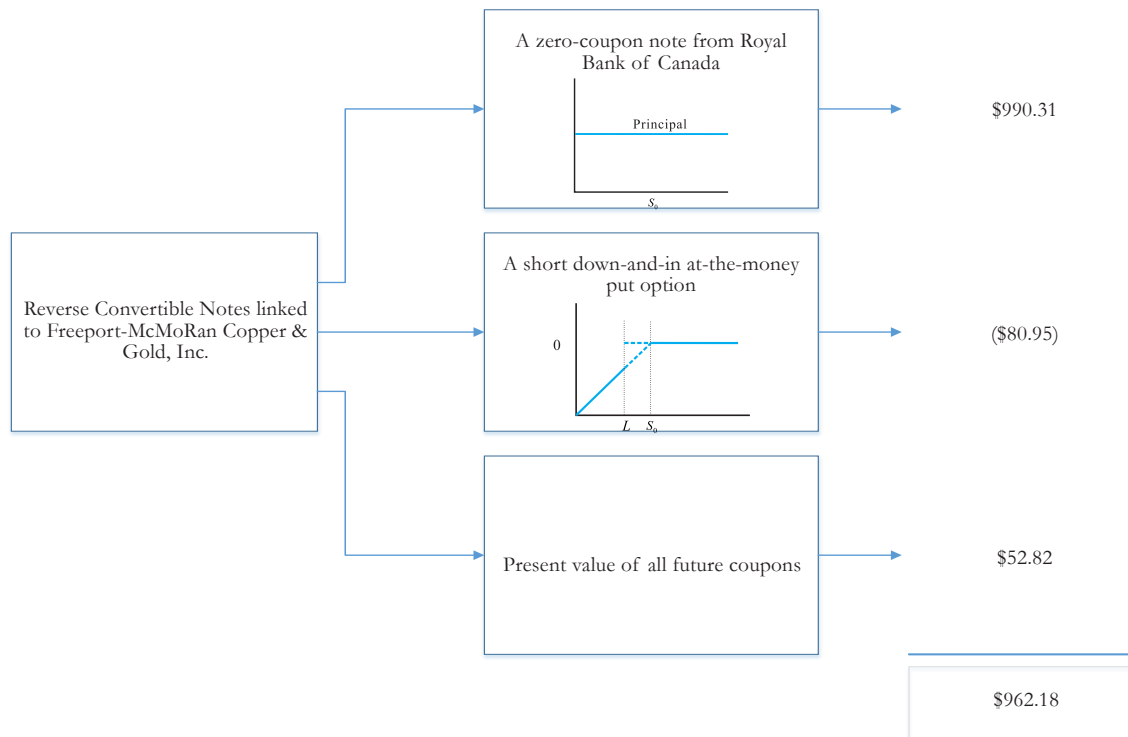 A zero-coupon note from Royal
Bank of Canada
Principal
S₀
$990.31
Reverse Convertible Notes linked
to Freeport-McMoRan Copper &
Gold, Inc.
A short down-and-in at-the-money
put option
0
L S₀
($80.95)
Present value of all future coupons
$52.82
$962.18